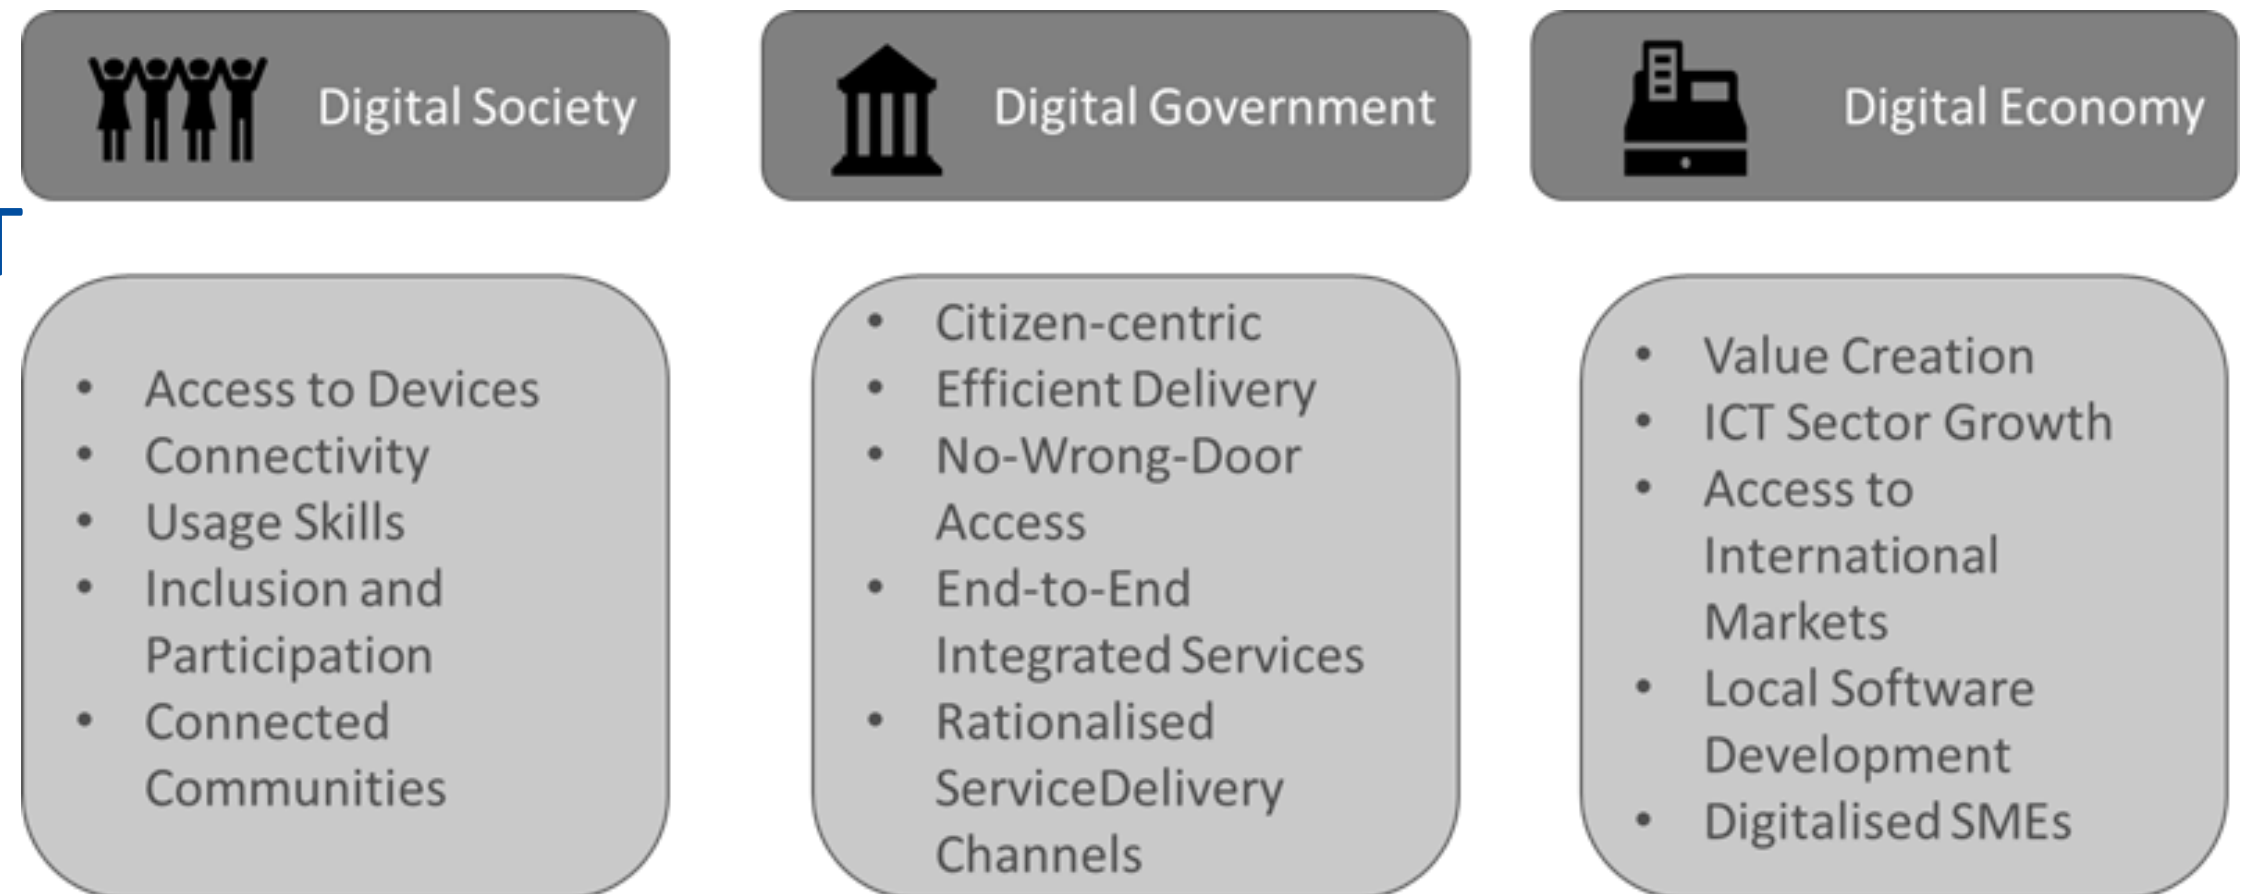 Digital Society
Digital Government
Digital Economy
• Access to Devices
• Connectivity
• Usage Skills
• Inclusion and
Participation
• Connected
Communities
• Citizen-centric
• Efficient Delivery
• No-Wrong-Door
Access
• End-to-End
Integrated Services
• Rationalised
ServiceDelivery
Channels
• Value Creation
• ICT Sector Growth
• Access to
International
Markets
• Local Software
Development
• Digitalised SMEs